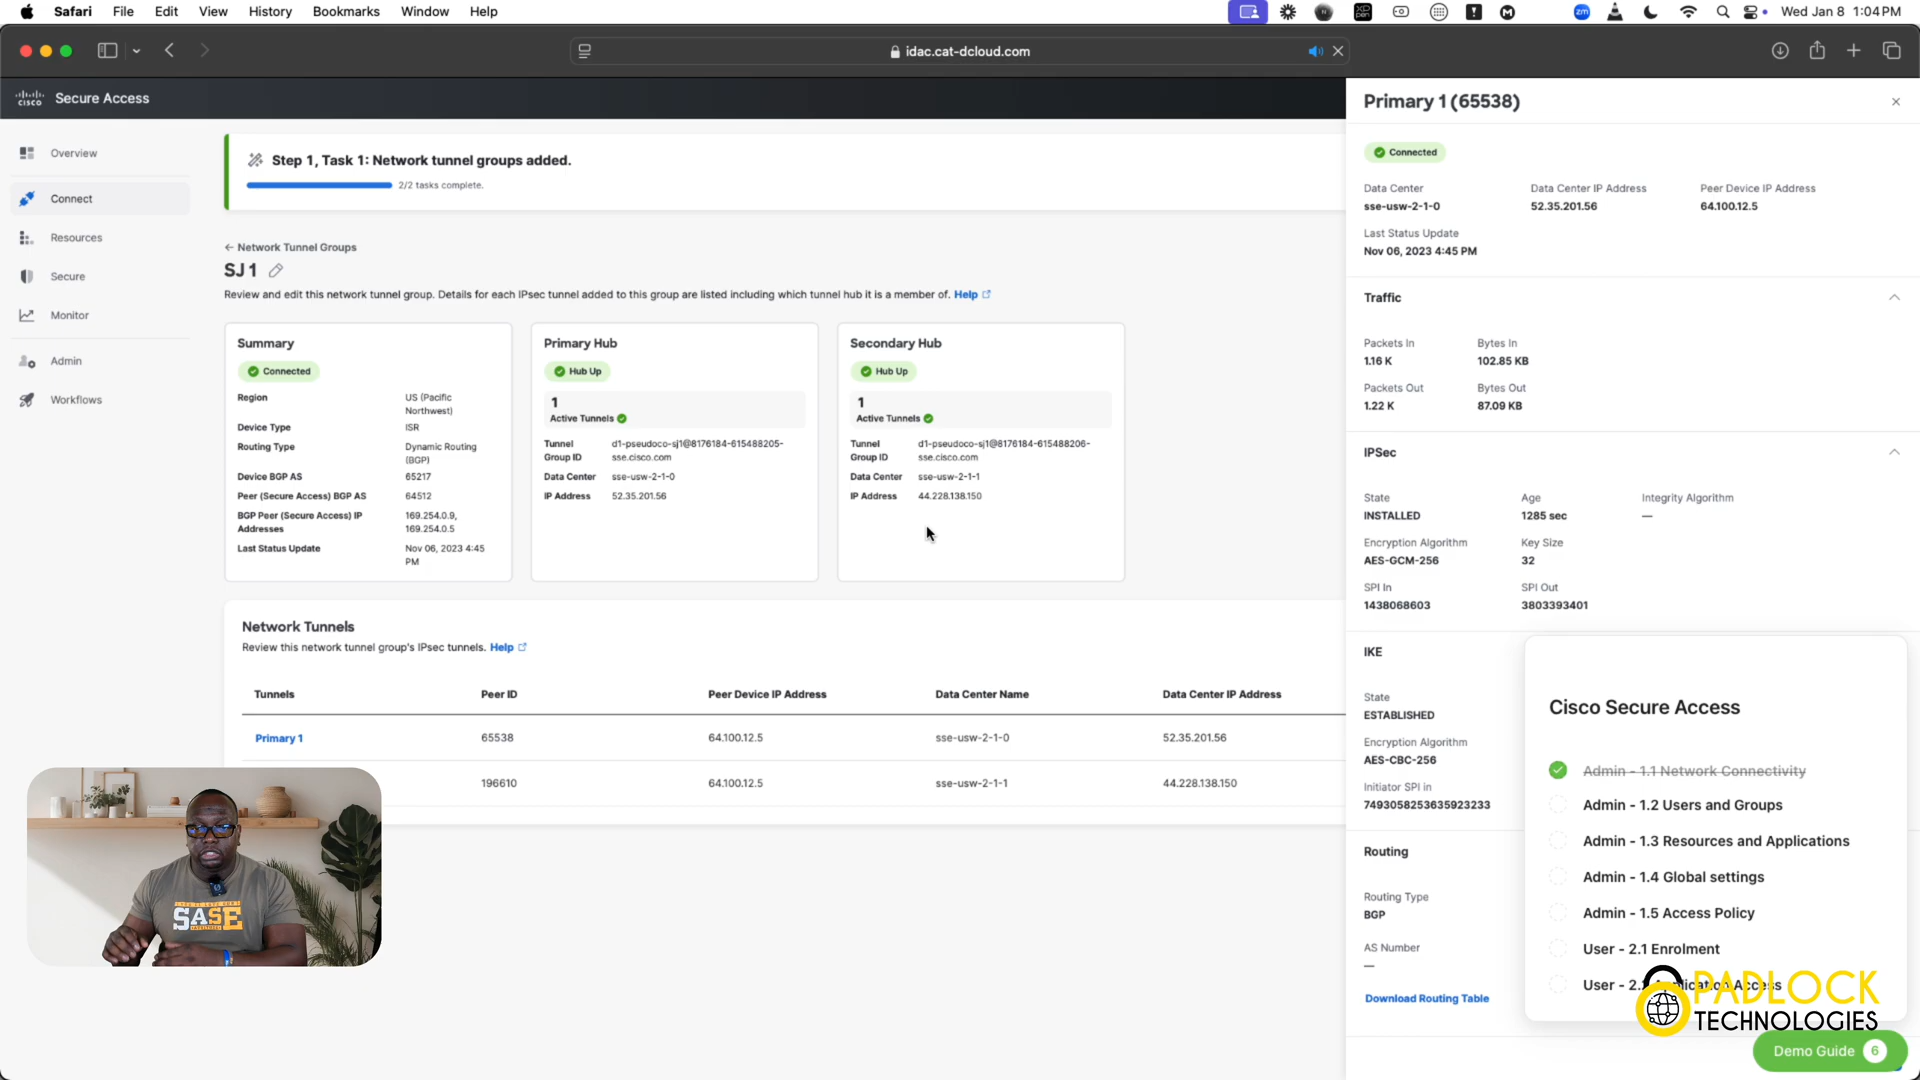 Safari File Edit View History Bookmarks Window Help
zm Wed Jan 8 1:04 PM
idac.cat-dcloud.com
CISCO Secure Access
Overview
Connect
Resources
Secure
Monitor
Admin
Workflows
Step 1, Task 1: Network tunnel groups added.
2/2 tasks complete.
← Network Tunnel Groups
SJ 1
Review and edit this network tunnel group. Details for each IPsec tunnel added to this group are listed including which tunnel hub it is a member of. Help
Summary
Connected
Region US (Pacific
Northwest)
Device Type ISR
Routing Type Dynamic Routing
(BGP)
Device BGP AS 65217
Peer (Secure Access) BGP AS 64512
BGP Peer (Secure Access) IP 169.254.0.9,
Addresses 169.254.0.5
Last Status Update Nov 06, 2023 4:45
PM
Primary Hub
Hub Up
1
Active Tunnels
Tunnel d1-pseudoco-sj1@8176184-615488205-
Group ID sse.cisco.com
Data Center sse-usw-2-1-0
IP Address 52.35.201.56
Secondary Hub
Hub Up
1
Active Tunnels
Tunnel d1-pseudoco-sj1@8176184-615488206-
Group ID sse.cisco.com
Data Center sse-usw-2-1-1
IP Address 44.228.138.150
Network Tunnels
Review this network tunnel group's IPsec tunnels. Help
Tunnels Peer ID Peer Device IP Address Data Center Name Data Center IP Address
Primary 1 65538 64.100.12.5 sse-usw-2-1-0 52.35.201.56
196610 64.100.12.5 sse-usw-2-1-1 44.228.138.150
SASE
Primary 1 (65538)
Connected
Data Center Data Center IP Address Peer Device IP Address
sse-usw-2-1-0 52.35.201.56 64.100.12.5
Last Status Update
Nov 06, 2023 4:45 PM
Traffic
Packets In Bytes In
1.16 K 102.85 KB
Packets Out Bytes Out
1.22 K 87.09 KB
IPSec
State Age Integrity Algorithm
INSTALLED 1285 sec —
Encryption Algorithm Key Size
AES-GCM-256 32
SPI In SPI Out
1438068603 3803393401
IKE
State
ESTABLISHED
Encryption Algorithm
AES-CBC-256
Initiator SPI in
7493058253635923233
Routing
Routing Type
BGP
AS Number
—
Download Routing Table
Cisco Secure Access
Admin - 1.1 Network Connectivity
Admin - 1.2 Users and Groups
Admin - 1.3 Resources and Applications
Admin - 1.4 Global settings
Admin - 1.5 Access Policy
User - 2.1 Enrolment
User - 2. Access
PADLOCK
TECHNOLOGIES
Demo Guide 6